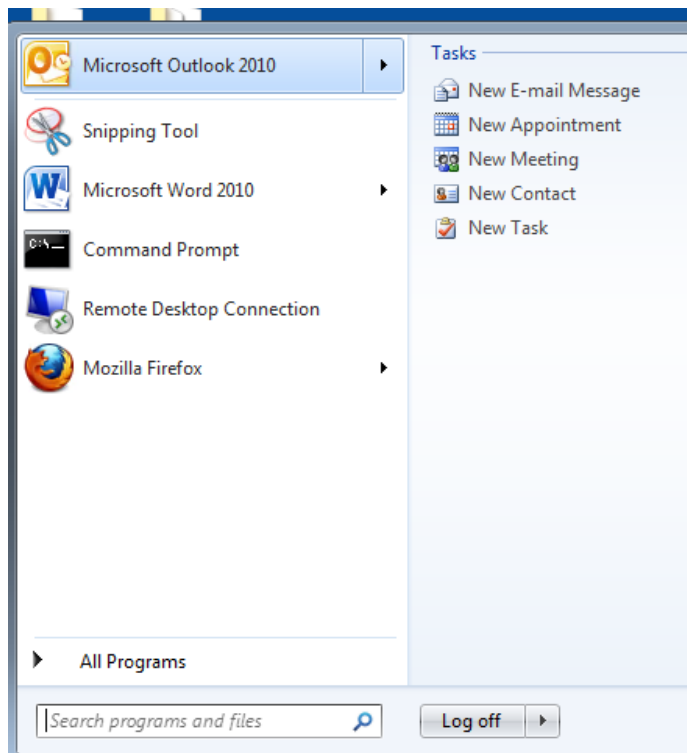 Microsoft Outlook 2010
Snipping Tool
Microsoft Word 2010
Command Prompt
Remote Desktop Connection
Mozilla Firefox
All Programs
Search programs and files
Tasks
New E-mail Message
New Appointment
New Meeting
New Contact
New Task
Log off